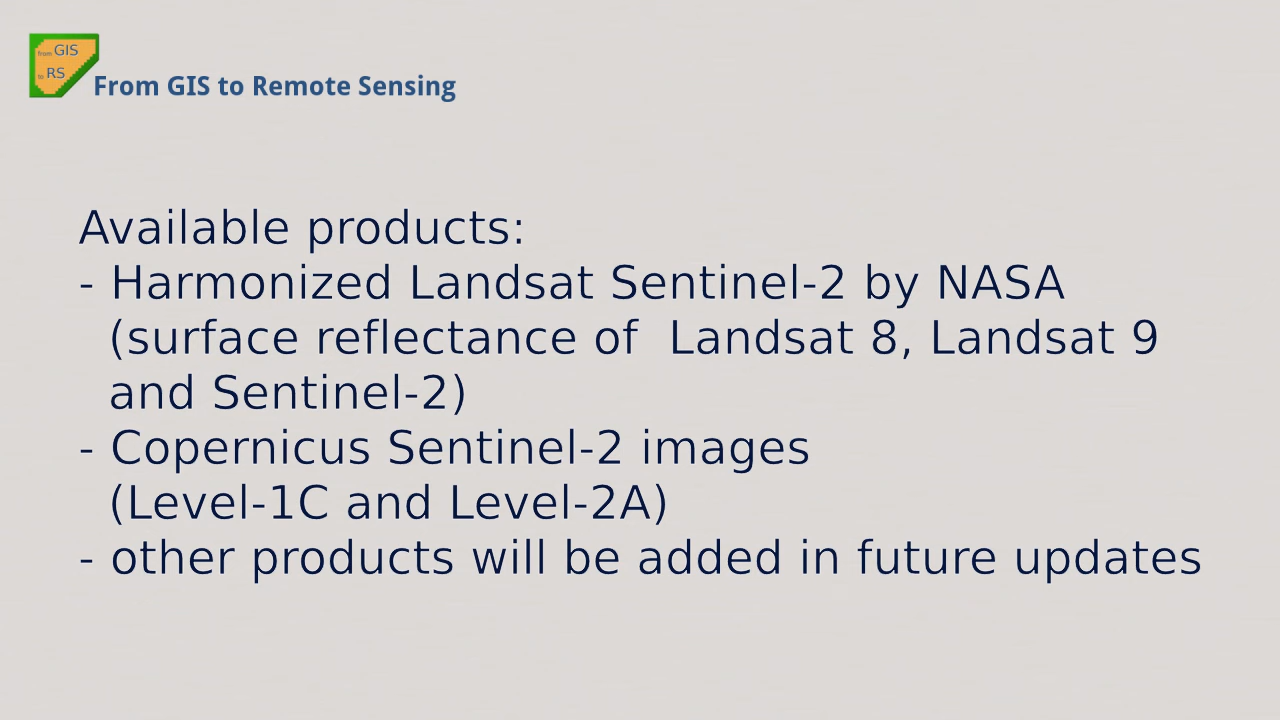 from GIS
to RS
From GIS to Remote Sensing
Available products:
- Harmonized Landsat Sentinel-2 by NASA
(surface reflectance of  Landsat 8, Landsat 9
and Sentinel-2)
- Copernicus Sentinel-2 images
(Level-1C and Level-2A)
- other products will be added in future updates